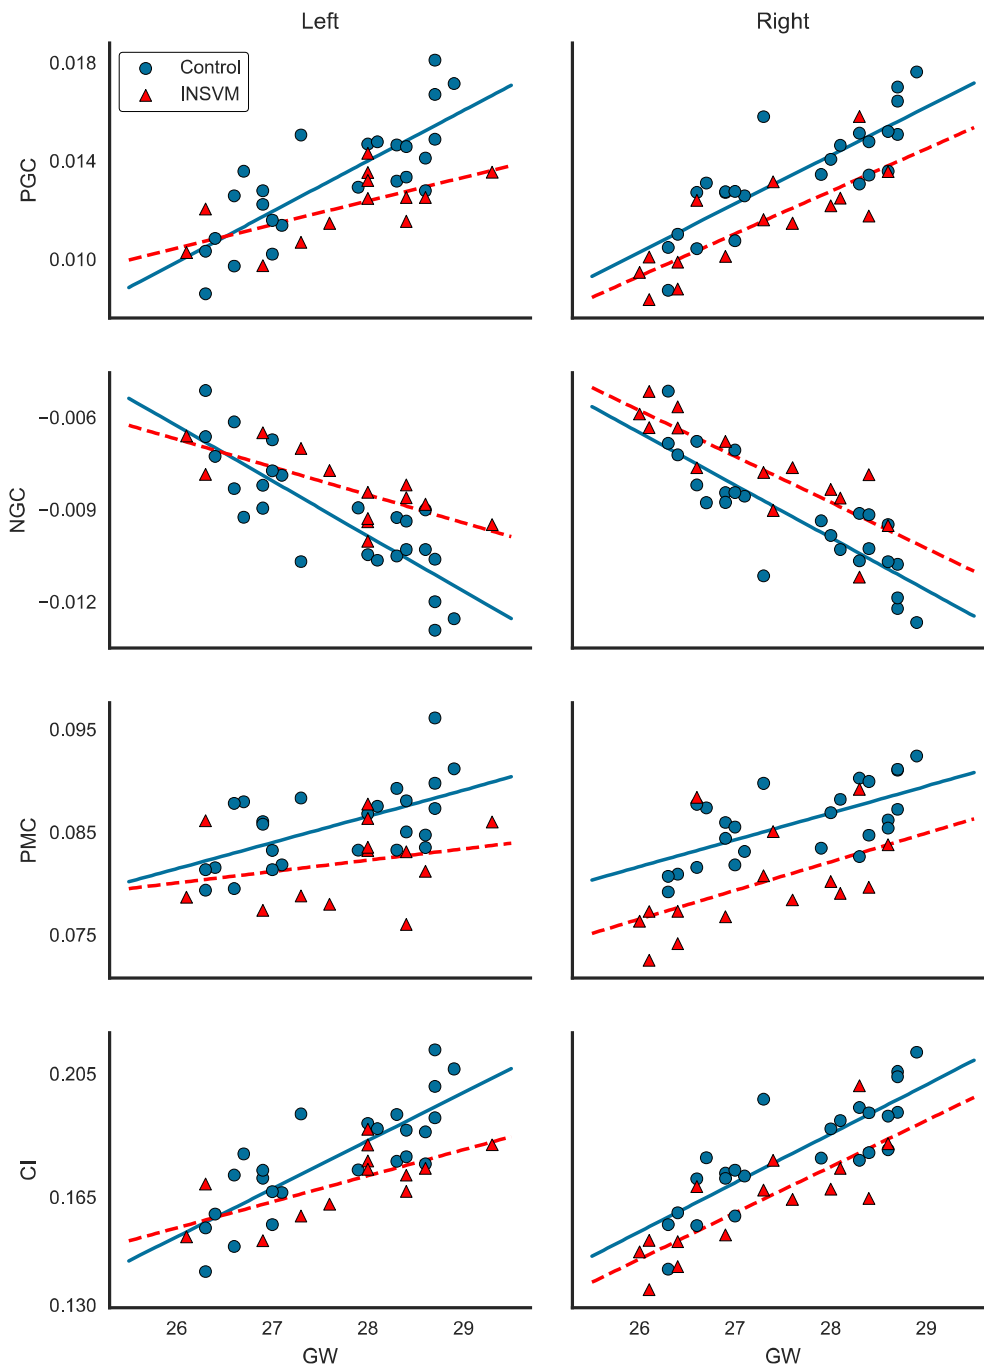 Left Right
Control
INSVM
PGC
0.018
0.014
0.010
NGC
−0.006
−0.009
−0.012
PMC
0.095
0.085
0.075
CI
0.205
0.165
0.130
26 27 28 29 26 27 28 29
GW GW